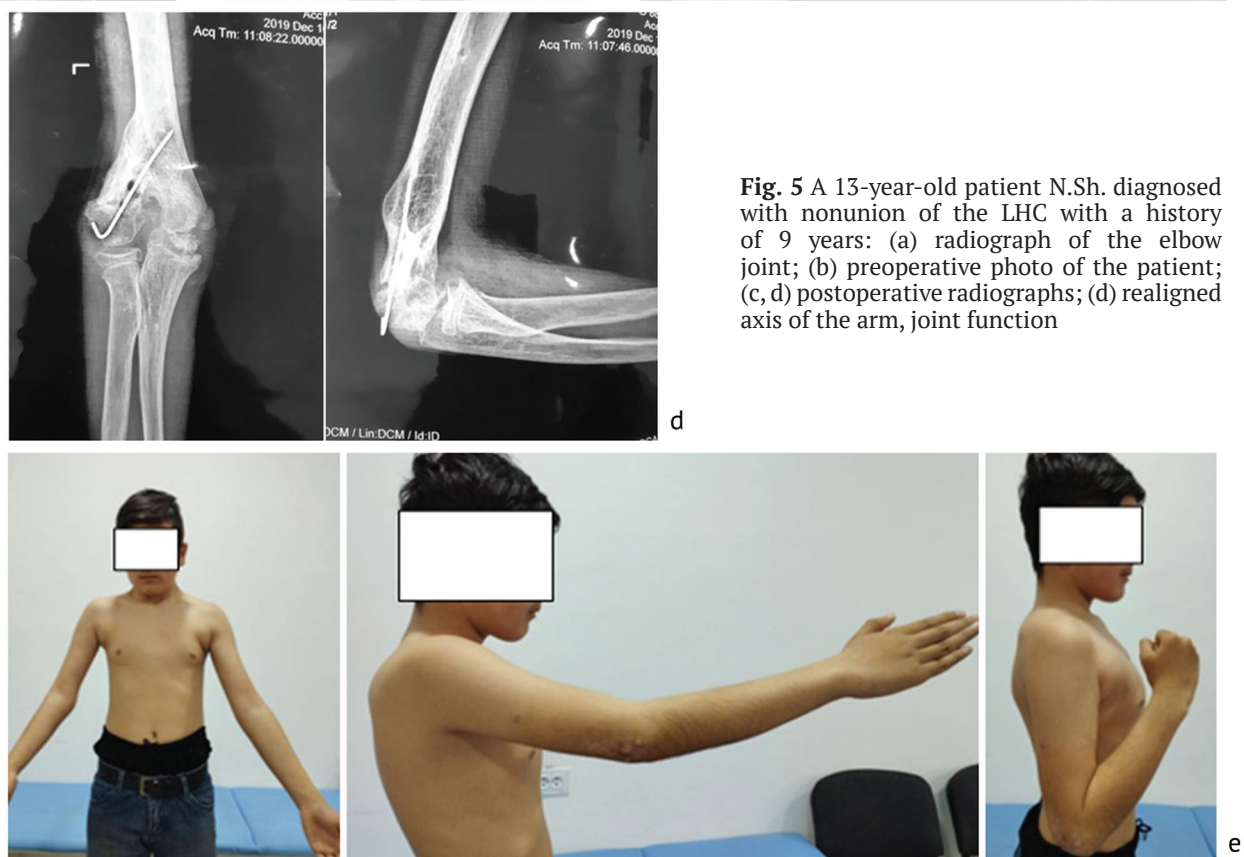 Acc
2019 Dec 1
Acq Tm: 11:08:22.00000
L
/2
2019 Dec
Acq Tm: 11:07:46.0000
DCM / Lin:DCM / Id:ID
d
Fig. 5 A 13-year-old patient N.Sh. diagnosed
with nonunion of the LHC with a history
of 9 years: (a) radiograph of the elbow
joint; (b) preoperative photo of the patient;
(c, d) postoperative radiographs; (d) realigned
axis of the arm, joint function
e